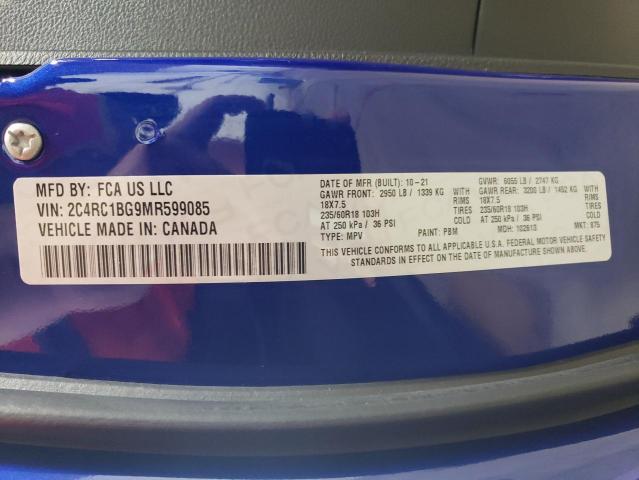 MFD BY: FCA US LLC
VIN: 2C4RC1BG9MR599085
VEHICLE MADE IN: CANADA
DATE OF MFR (BUILT): 10-21 GVWR: 6055 LB / 2747 KG
GAWR FRONT: 2950 LB / 1339 KG WITH GAWR REAR: 3200 LB / 1452 KG WITH
18X7.5 RIMS 18X7.5 RIMS
235/60R18 103H TIRES 235/60R18 103H TIRES
AT 250 kPa / 36 PSI COLD AT 250 kPa / 36 PSI COLD
TYPE: MPV PAINT: PBM MDH: 102613 MKT: 875
THIS VEHICLE CONFORMS TO ALL APPLICABLE U.S.A. FEDERAL MOTOR VEHICLE SAFETY
STANDARDS IN EFFECT ON THE DATE OF MANUFACTURE SHOWN ABOVE.